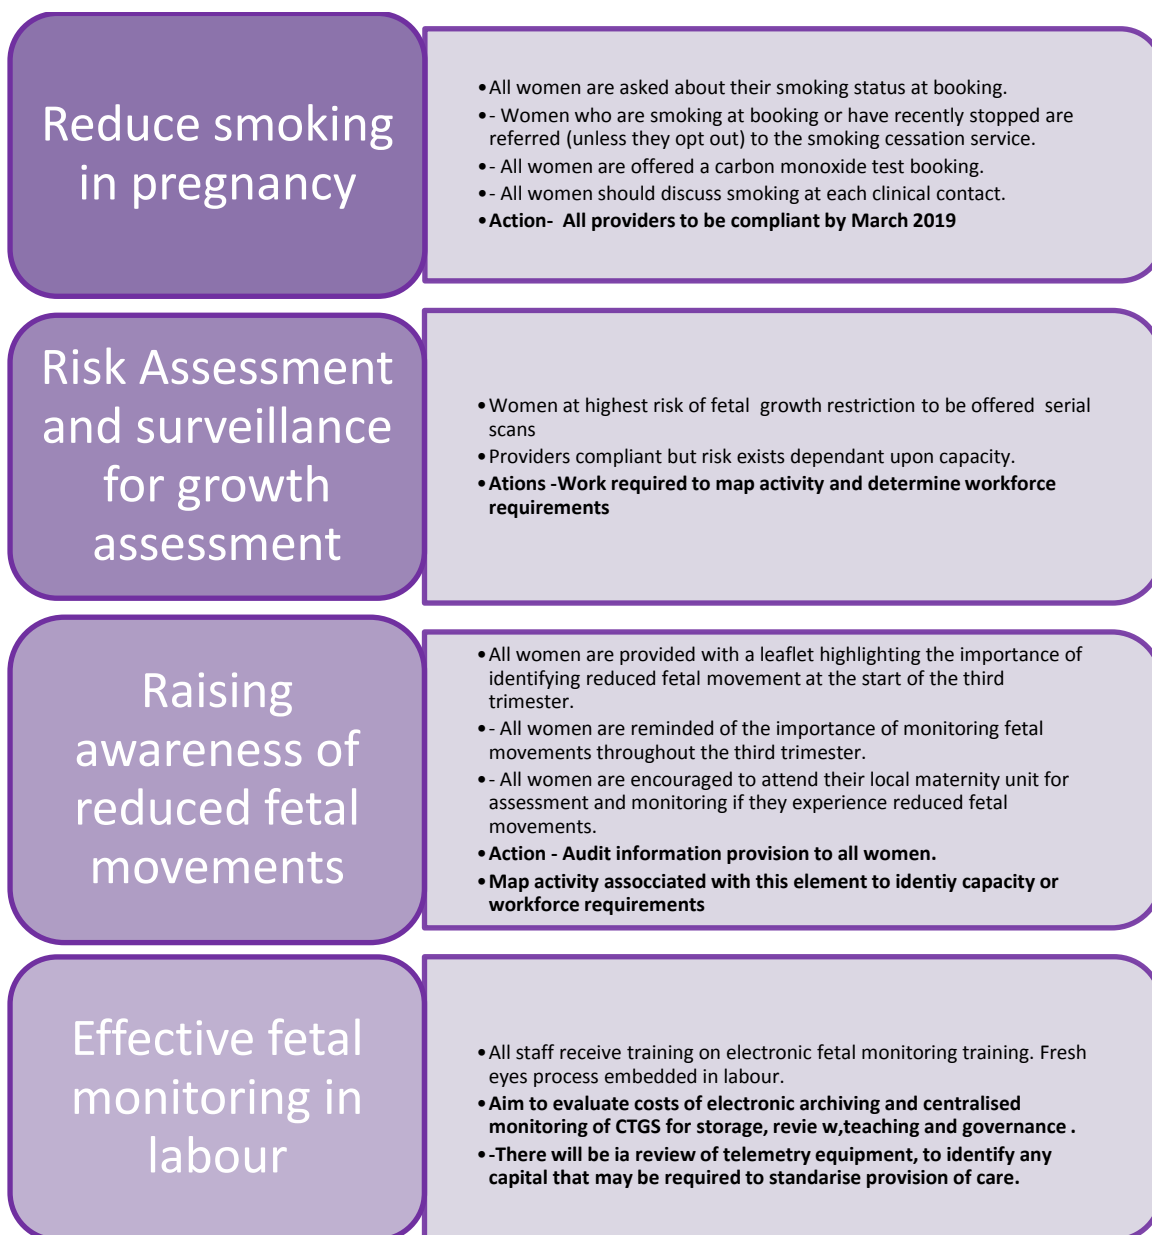 Reduce smoking
in pregnancy
•All women are asked about their smoking status at booking.
•- Women who are smoking at booking or have recently stopped are
referred (unless they opt out) to the smoking cessation service.
•- All women are offered a carbon monoxide test booking.
•- All women should discuss smoking at each clinical contact.
•Action-  All providers to be compliant by March 2019
Risk Assessment
and surveillance
for growth
assessment
•Women at highest risk of fetal  growth restriction to be offered  serial
scans
•Providers compliant but risk exists dependant upon capacity.
•Ations -Work required to map activity and determine workforce
requirements
Raising
awareness of
reduced fetal
movements
•All women are provided with a leaflet highlighting the importance of
identifying reduced fetal movement at the start of the third
trimester.
•- All women are reminded of the importance of monitoring fetal
movements throughout the third trimester.
•- All women are encouraged to attend their local maternity unit for
assessment and monitoring if they experience reduced fetal
movements.
•Action - Audit information provision to all women.
•Map activity assocciated with this element to identiy capacity or
workforce requirements
Effective fetal
monitoring in
labour
•All staff receive training on electronic fetal monitoring training. Fresh
eyes process embedded in labour.
•Aim to evaluate costs of electronic archiving and centralised
monitoring of CTGS for storage, revie w,teaching and governance .
•-There will be ia review of telemetry equipment, to identify any
capital that may be required to standarise provision of care.